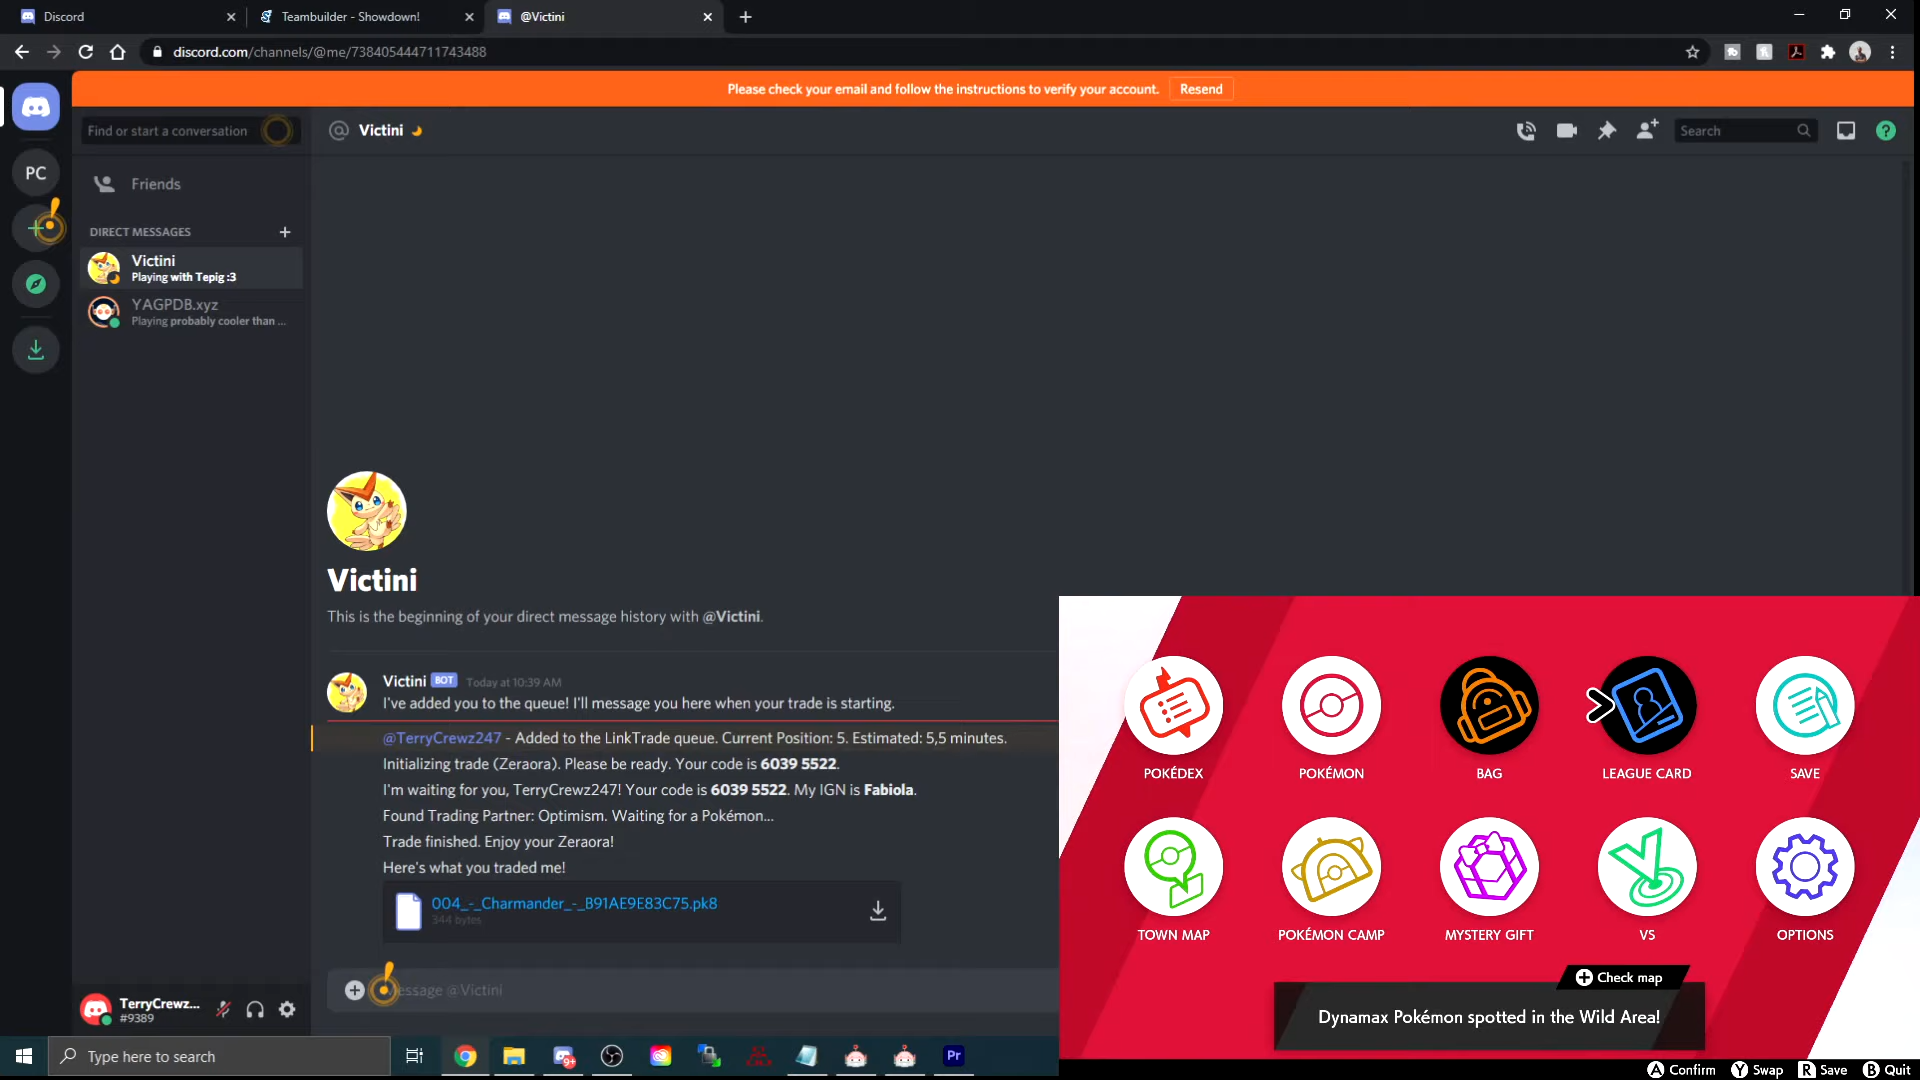 Discord
Teambuilder - Showdown!
@Victini
discord.com/channels/@me/738405444711743488
Please check your email and follow the instructions to verify your account.
Resend
Find or start a conversation
Victini
Search
PC
Friends
DIRECT MESSAGES
Victini
Playing with Tepig :3
YAGPDB.xyz
Playing probably cooler than ...
Victini
This is the beginning of your direct message history with @Victini.
Victini BOT Today at 10:39 AM
I've added you to the queue! I'll message you here when your trade is starting.
@TerryCrewz247 - Added to the LinkTrade queue. Current Position: 5. Estimated: 5,5 minutes.
Initializing trade (Zeraora). Please be ready. Your code is 6039 5522.
I'm waiting for you, TerryCrewz247! Your code is 6039 5522. My IGN is Fabiola.
Found Trading Partner: Optimism. Waiting for a Pokémon...
Trade finished. Enjoy your Zeraora!
Here's what you traded me!
004_-_Charmander_-_B91AE9E83C75.pk8
344 bytes
Message @Victini
TerryCrewz...
#9389
POKÉDEX
POKÉMON
BAG
LEAGUE CARD
SAVE
TOWN MAP
POKÉMON CAMP
MYSTERY GIFT
VS
OPTIONS
Check map
Dynamax Pokémon spotted in the Wild Area!
A Confirm Y Swap R Save B Quit
Type here to search
9+
Pr